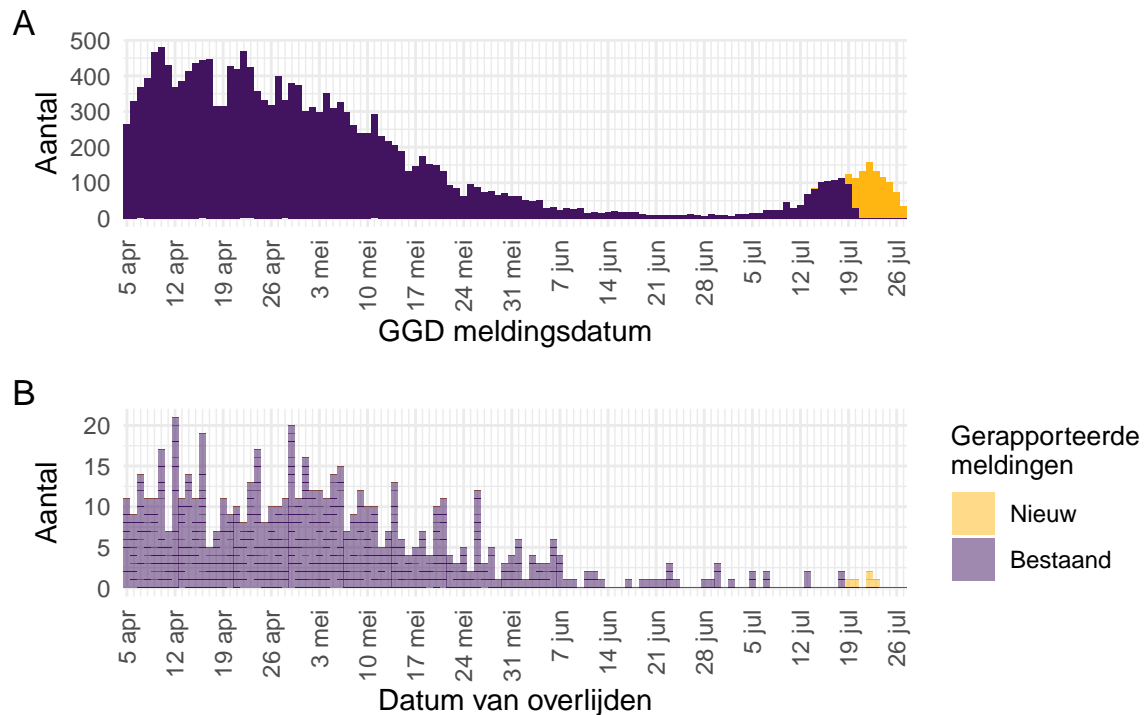 A
500
400
300
200
100
0
Aantal
5 apr
12 apr
19 apr
26 apr
3 mei
10 mei
17 mei
24 mei
31 mei
7 jun
14 jun
21 jun
28 jun
5 jul
12 jul
19 jul
26 jul
GGD meldingsdatum
B
20
15
10
5
0
Aantal
5 apr
12 apr
19 apr
26 apr
3 mei
10 mei
17 mei
24 mei
31 mei
7 jun
14 jun
21 jun
28 jun
5 jul
12 jul
19 jul
26 jul
Datum van overlijden
Gerapporteerde
meldingen
Nieuw
Bestaand